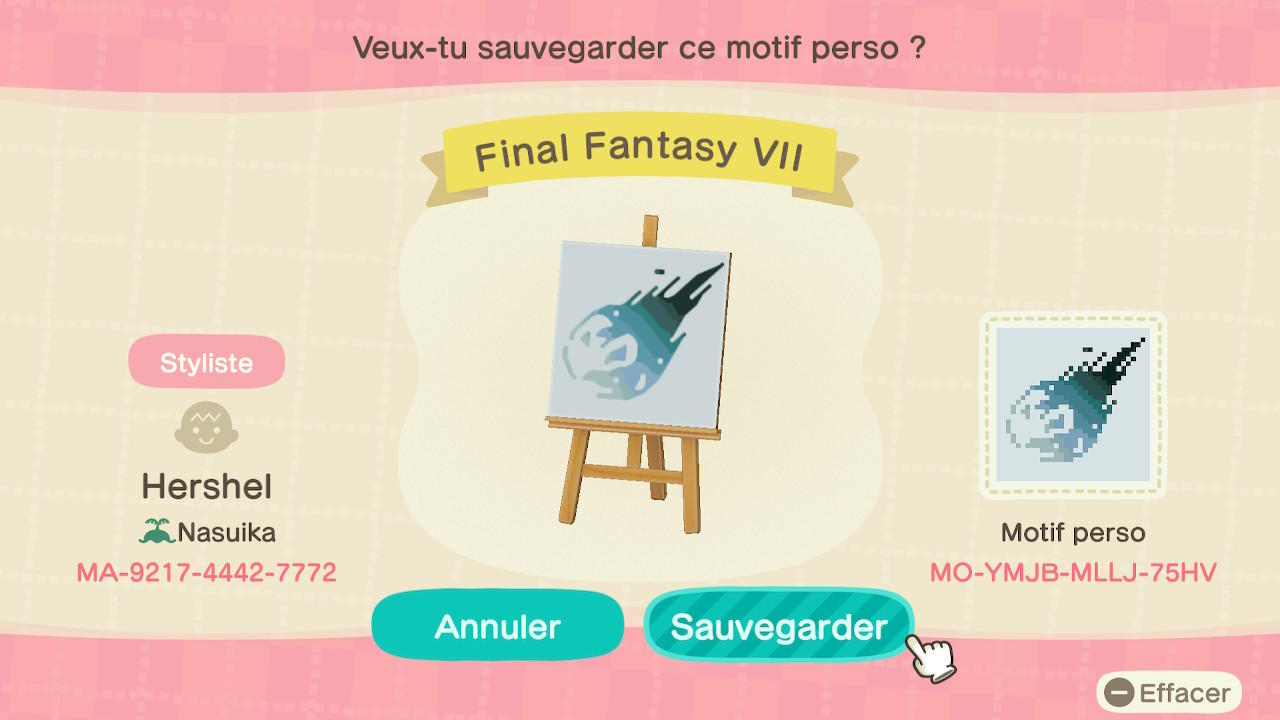 Veux-tu sauvegarder ce motif perso ?
Final Fantasy VII
Styliste
Hershel
Nasuika
MA-9217-4442-7772
Motif perso
MO-YMJB-MLLJ-75HV
Annuler
Sauvegarder
Effacer